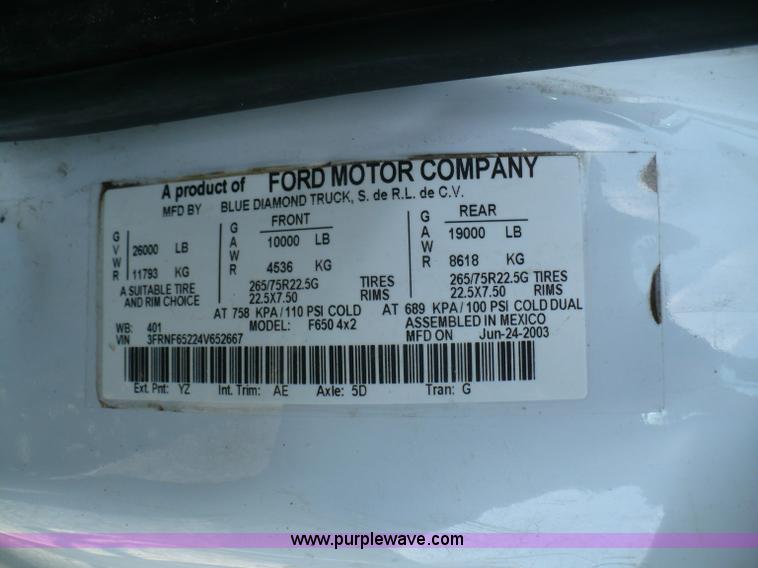 A product of FORD MOTOR COMPANY
MFD BY BLUE DIAMOND TRUCK, S. de R.L. de C.V.
GVWR 26000 LB
11793 KG
A SUITABLE TIRE
AND RIM CHOICE
FRONT
GAWR 10000 LB
4536 KG
265/75R22.5G TIRES
22.5X7.50 RIMS
AT 758 KPA/110 PSI COLD
REAR
GAWR 19000 LB
8618 KG
265/75R22.5G TIRES
22.5X7.50 RIMS
AT 689 KPA/100 PSI COLD DUAL
WB: 401 MODEL: F650 4x2 ASSEMBLED IN MEXICO
VIN 3FRNF65224V652667 MFD ON Jun-24-2003
Ext. Pnt: YZ Int. Trim: AE Axle: 5D Tran: G
www.purplewave.com